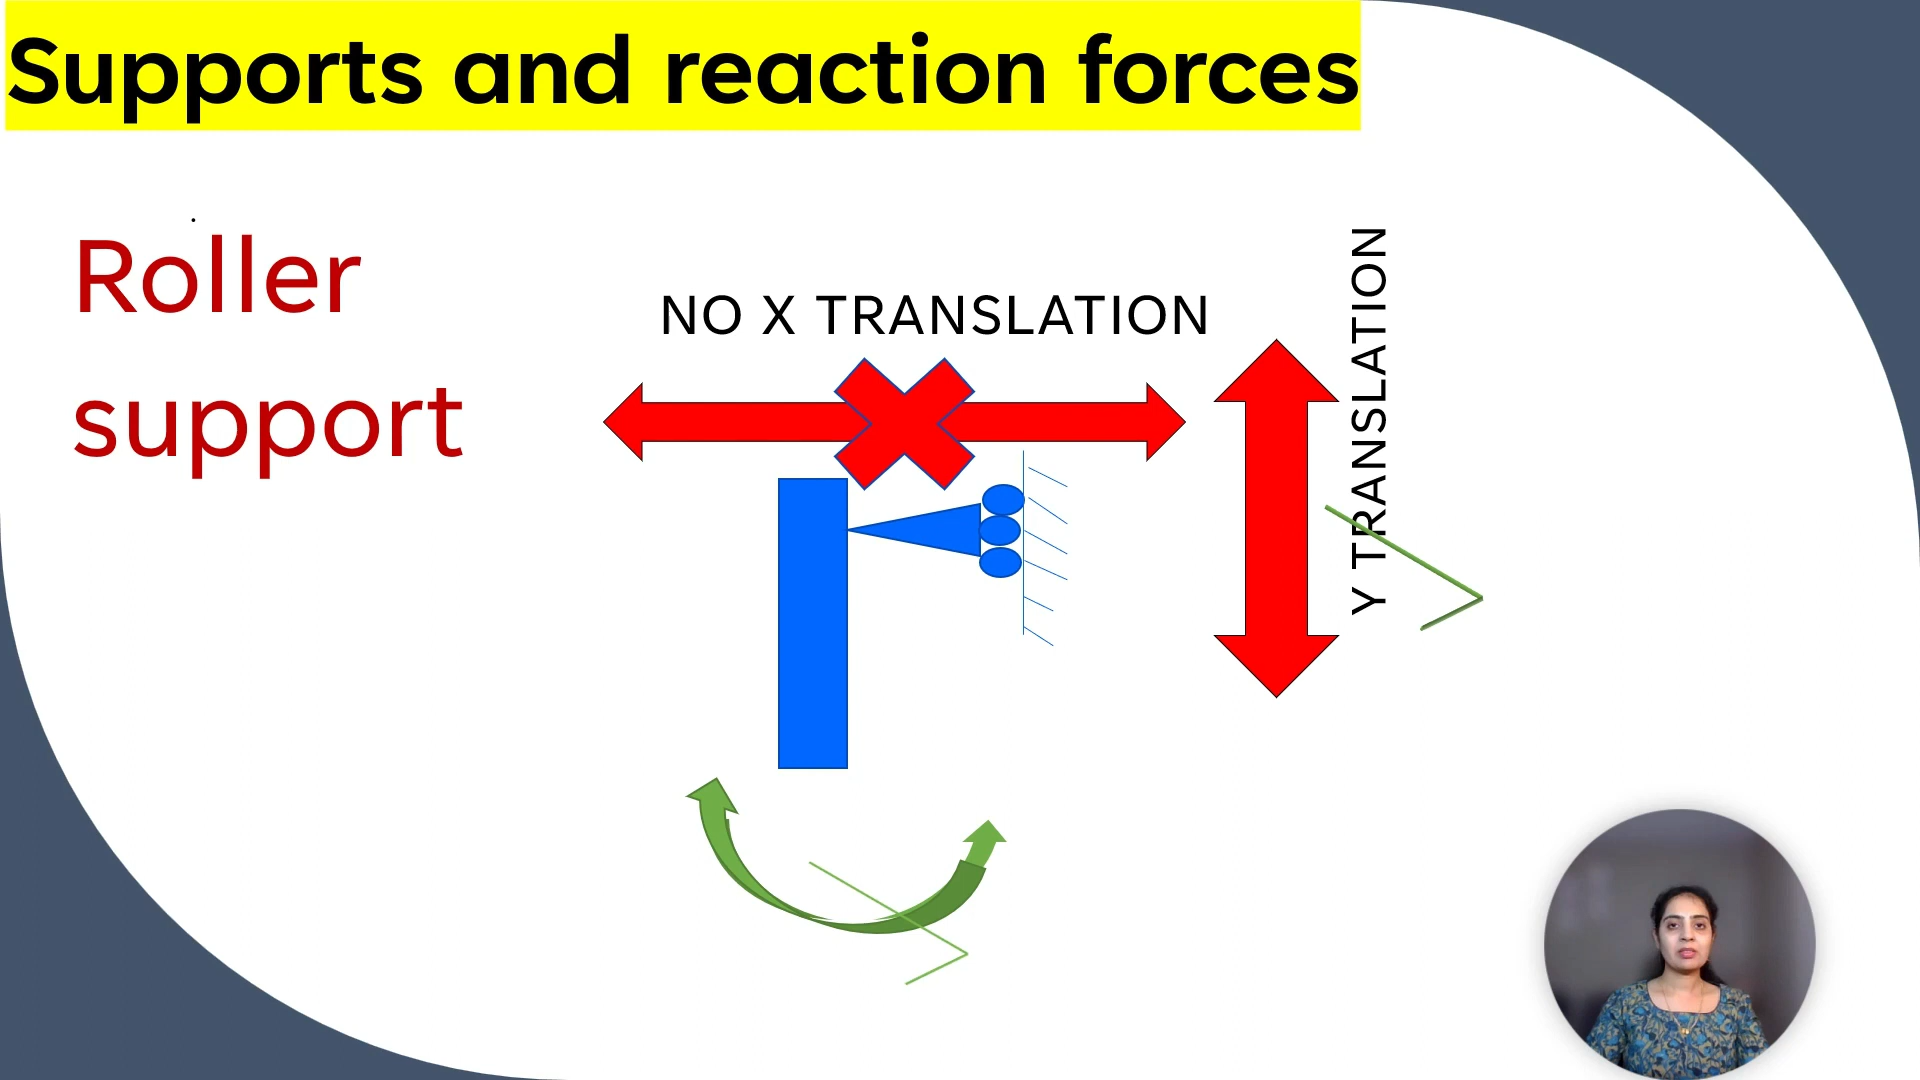 Supports and reaction forces
Roller
support
NO X TRANSLATION
Y TRANSLATION